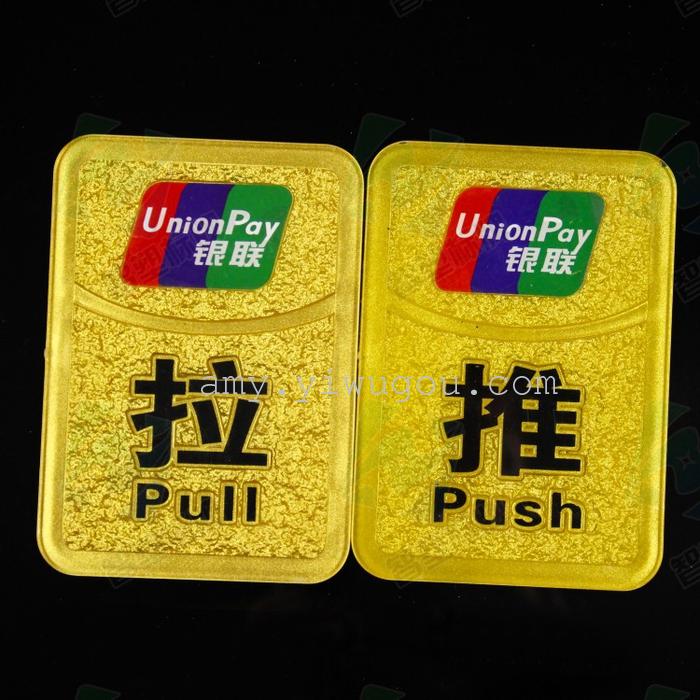 UnionPay
银联
拉
Pull
UnionPay
银联
推
Push
amy.yiwugou.com